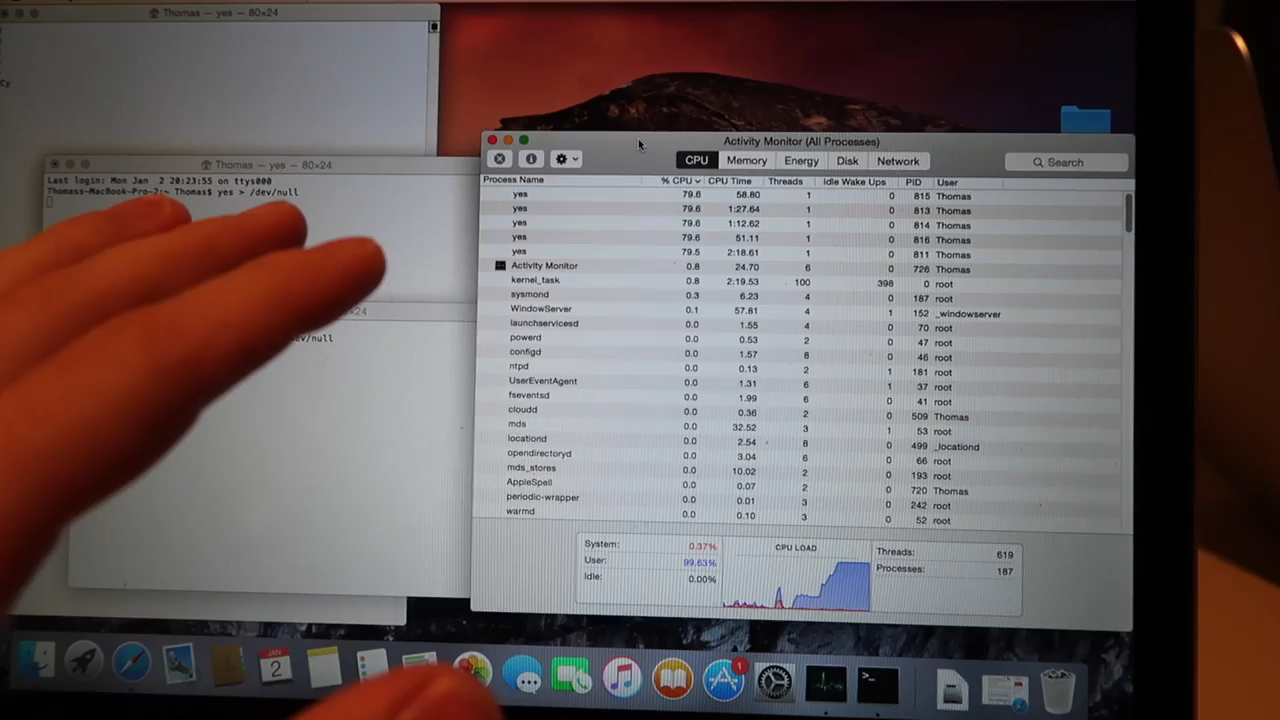 Thomas — yes — 80×24
cy
Thomas — yes — 80×24
Last login: Mon Jan 2 20:23:55 on ttys000
Thomass-MacBook-Pro-2:~ Thomas$ yes > /dev/null
/null
Activity Monitor (All Processes)
CPU Memory Energy Disk Network Search
Process Name % CPU CPU Time Threads Idle Wake Ups PID User
yes 79.6 58.80 1 0 815 Thomas
yes 79.6 1:27.64 1 0 813 Thomas
yes 79.6 1:12.62 1 0 814 Thomas
yes 79.6 51.11 1 0 816 Thomas
yes 79.5 2:18.61 1 0 811 Thomas
Activity Monitor 0.8 24.70 6 0 726 Thomas
kernel_task 0.8 2:19.53 100 398 0 root
sysmond 0.3 6.23 4 0 187 root
WindowServer 0.1 57.81 4 1 152 _windowserver
launchservicesd 0.0 1.55 4 0 70 root
powerd 0.0 0.53 2 0 47 root
configd 0.0 1.57 8 0 46 root
ntpd 0.0 0.13 2 1 181 root
UserEventAgent 0.0 1.31 6 1 37 root
fseventsd 0.0 1.99 6 0 41 root
cloudd 0.0 0.36 2 0 509 Thomas
mds 0.0 32.52 3 1 53 root
locationd 0.0 2.54 8 0 499 _locationd
opendirectoryd 0.0 3.04 6 0 66 root
mds_stores 0.0 10.02 2 0 193 root
AppleSpell 0.0 0.07 2 0 720 Thomas
periodic-wrapper 0.0 0.01 3 0 242 root
warmd 0.0 0.10 3 0 52 root
System: 0.37% CPU LOAD Threads: 619
User: 99.63% Processes: 187
Idle: 0.00%
JAN
2
1